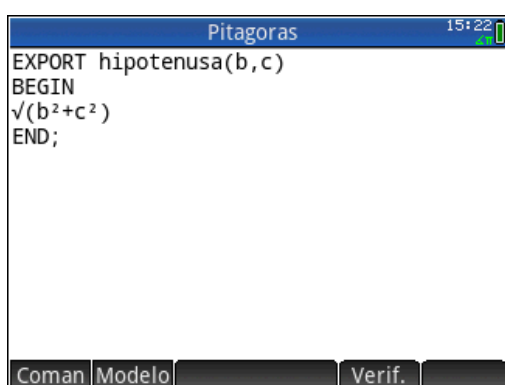 Pitagoras
15:22
∡π
EXPORT hipotenusa(b,c)
BEGIN
√(b²+c²)
END;
Coman Modelo Verif.